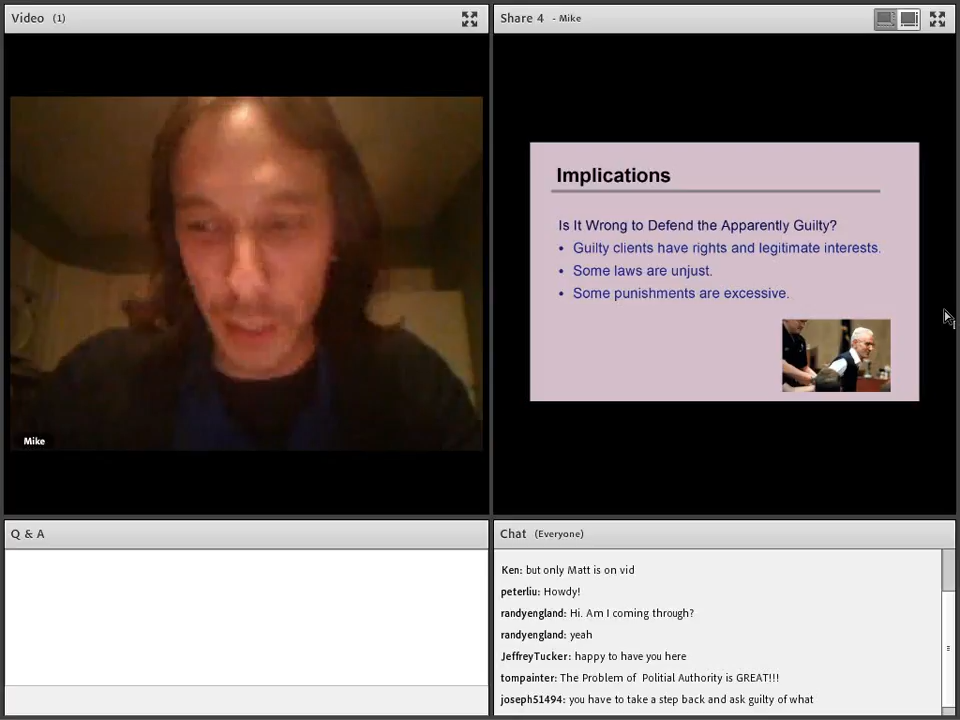 Video (1)
Share 4 - Mike
Implications
Is It Wrong to Defend the Apparently Guilty?
• Guilty clients have rights and legitimate interests.
• Some laws are unjust.
• Some punishments are excessive.
Mike
Q & A
Chat (Everyone)
Ken: but only Matt is on vid
peterliu: Howdy!
randyengland: Hi. Am I coming through?
randyengland: yeah
JeffreyTucker: happy to have you here
tompainter: The Problem of Politial Authority is GREAT!!!
joseph51494: you have to take a step back and ask guilty of what